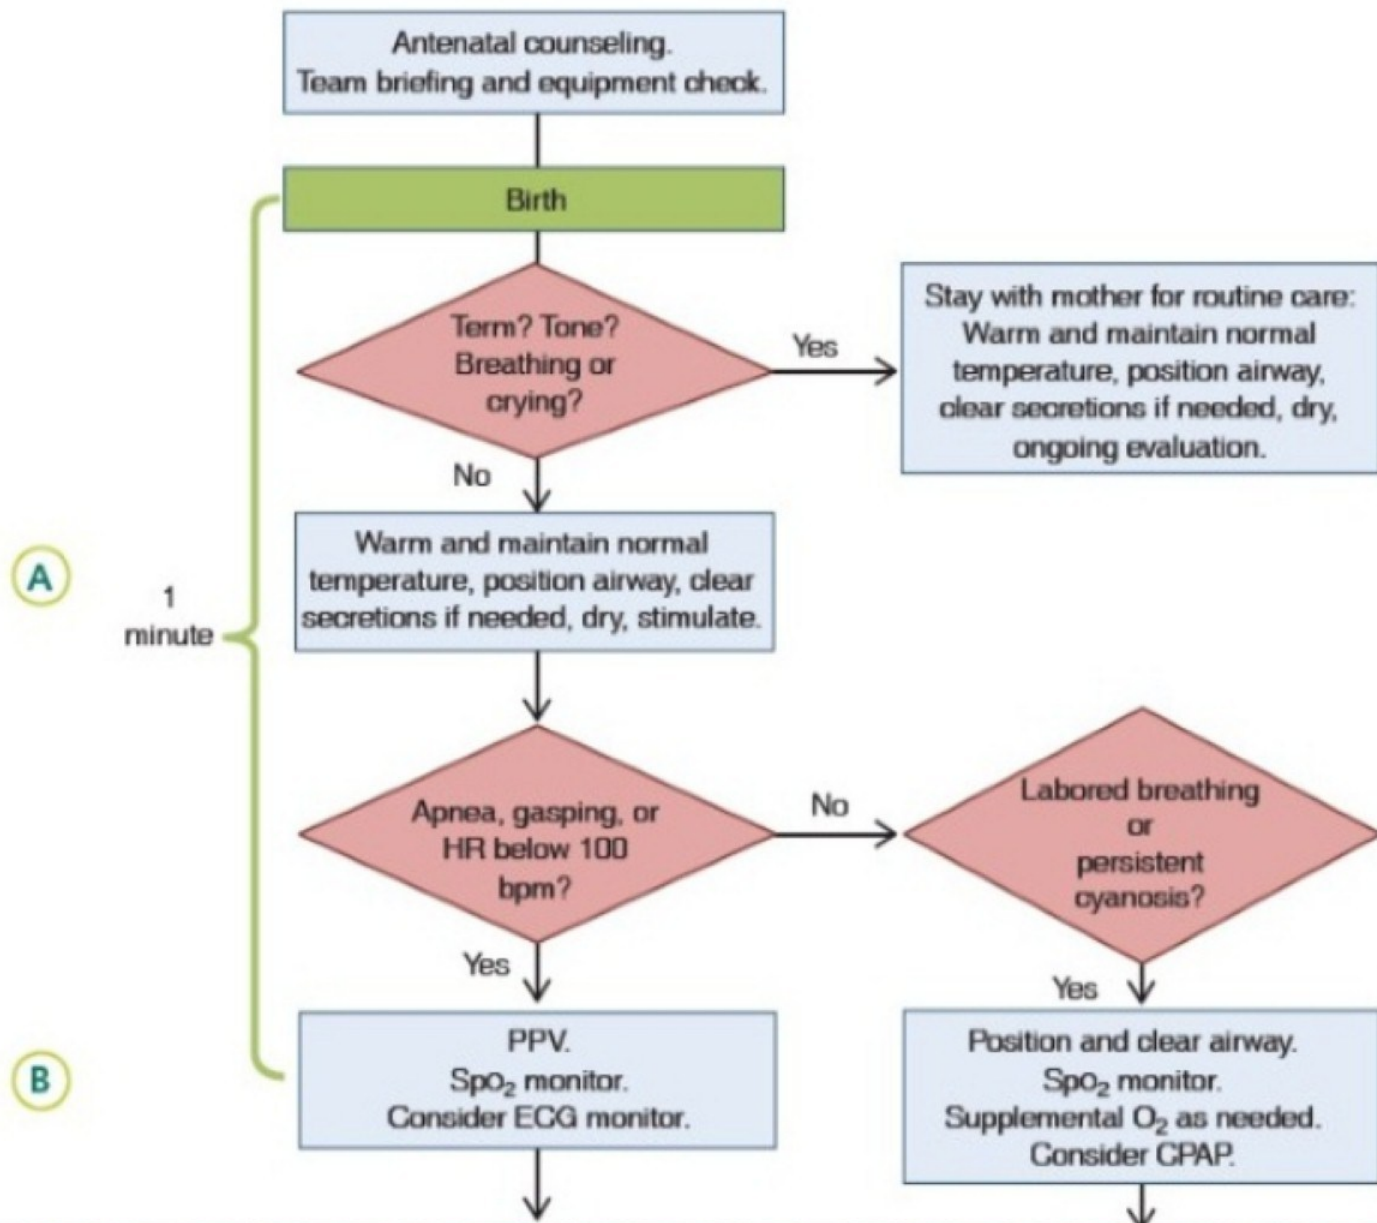 Antenatal counseling.
Team briefing and equipment check.
Birth
Term? Tone?
Breathing or
crying?
Yes
Stay with mother for routine care:
Warm and maintain normal
temperature, position airway,
clear secretions if needed, dry,
ongoing evaluation.
No
A
1
minute
Warm and maintain normal
temperature, position airway, clear
secretions if needed, dry, stimulate.
Apnea, gasping, or
HR below 100
bpm?
No
Labored breathing
or
persistent
cyanosis?
Yes
Yes
B
PPV.
SpO₂ monitor.
Consider ECG monitor.
Position and clear airway.
SpO₂ monitor.
Supplemental O₂ as needed.
Consider CPAP.